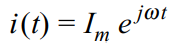 i(t) = I_m e^{jωt}